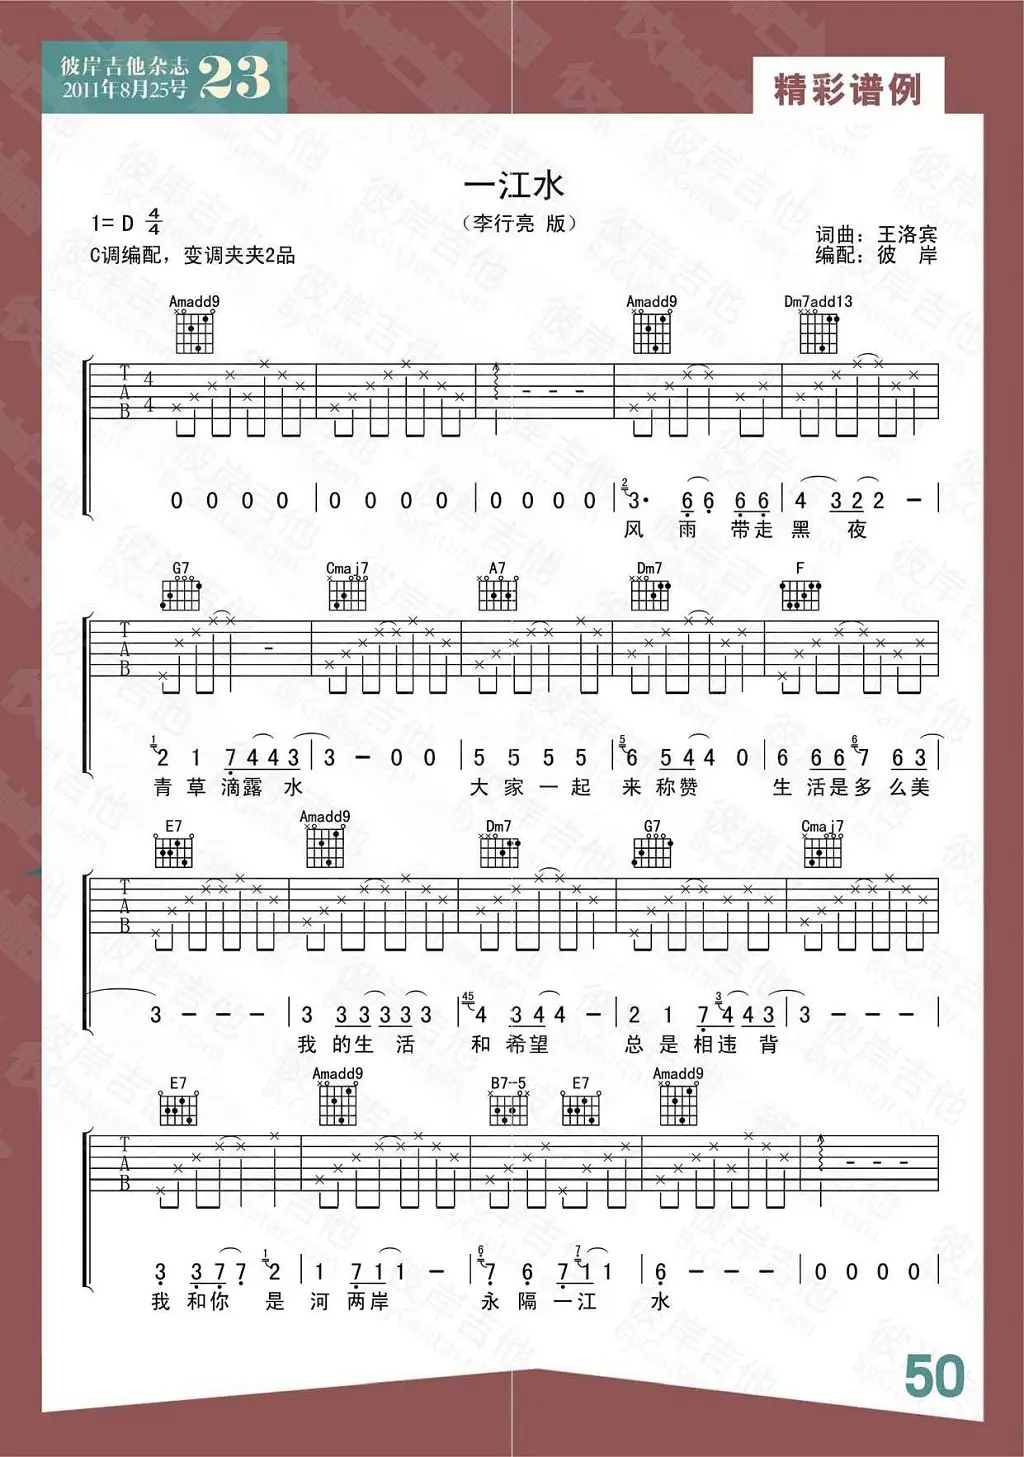 彼岸吉他杂志
2011年8月25号
23
精彩谱例
一江水
(李行亮 版)
1= D 4/4
C调编配，变调夹夹2品
词曲：王洛宾
编配：彼 岸
Amadd9 Amadd9 Dm7add13
T A B 4 4
0 0 0 0 | 0 0 0 0 | 0 0 0 0 | 2 3· 6 6 6 6 | 4 3 2 2 — |
风 雨 带走 黑 夜
G7 Cmaj7 A7 Dm7 F
T A B
1 2 1 7 4 4 3 | 3 — 0 0 | 5 5 5 5 | 5 6 5 4 4 0 | 6 6 6 6 7 6 3 |
青 草 滴露 水 大 家 一 起 来 称赞 生 活是多 么美
E7 Amadd9 Dm7 G7 Cmaj7
T A B
3 — — — | 3 3 3 3 3 3 | 45 4 3 4 4 — | 2 1 7 3 4 4 3 | 3 — — — |
我 的生 活 和 希望 总 是 相违 背
E7 Amadd9 B7-5 E7 Amadd9
T A B
3 3 7 7 1 2 | 1 7 1 1 — | 6 7 6 7 7 1 1 | 6 — — — | 0 0 0 0 |
我 和你 是 河 两岸 永 隔 一江 水
50